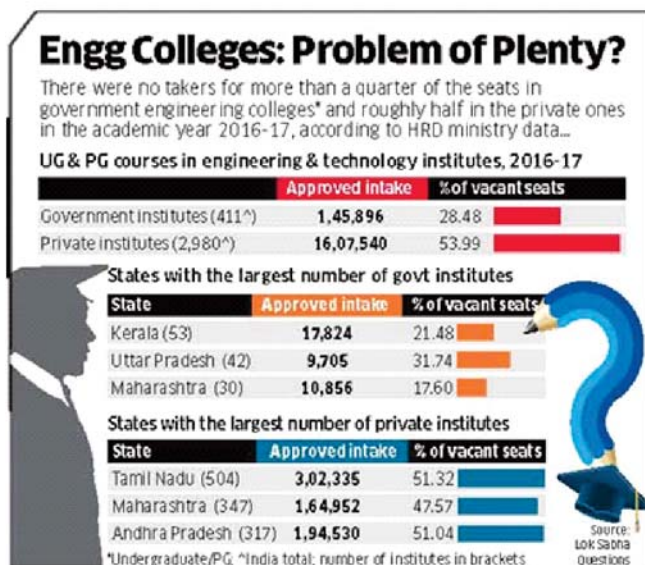 Engg Colleges: Problem of Plenty?
There were no takers for more than a quarter of the seats in
government engineering colleges* and roughly half in the private ones
in the academic year 2016-17, according to HRD ministry data...
UG & PG courses in engineering & technology institutes, 2016-17
Approved intake % of vacant seats
Government institutes (411^) 1,45,896 28.48
Private institutes (2,980^) 16,07,540 53.99
States with the largest number of govt institutes
State Approved intake % of vacant seats
Kerala (53) 17,824 21.48
Uttar Pradesh (42) 9,705 31.74
Maharashtra (30) 10,856 17.60
States with the largest number of private institutes
State Approved intake % of vacant seats
Tamil Nadu (504) 3,02,335 51.32
Maharashtra (347) 1,64,952 47.57
Andhra Pradesh (317) 1,94,530 51.04
*Undergraduate/PG, ^India total; number of institutes in brackets
Source:
Lok Sabha
Questions